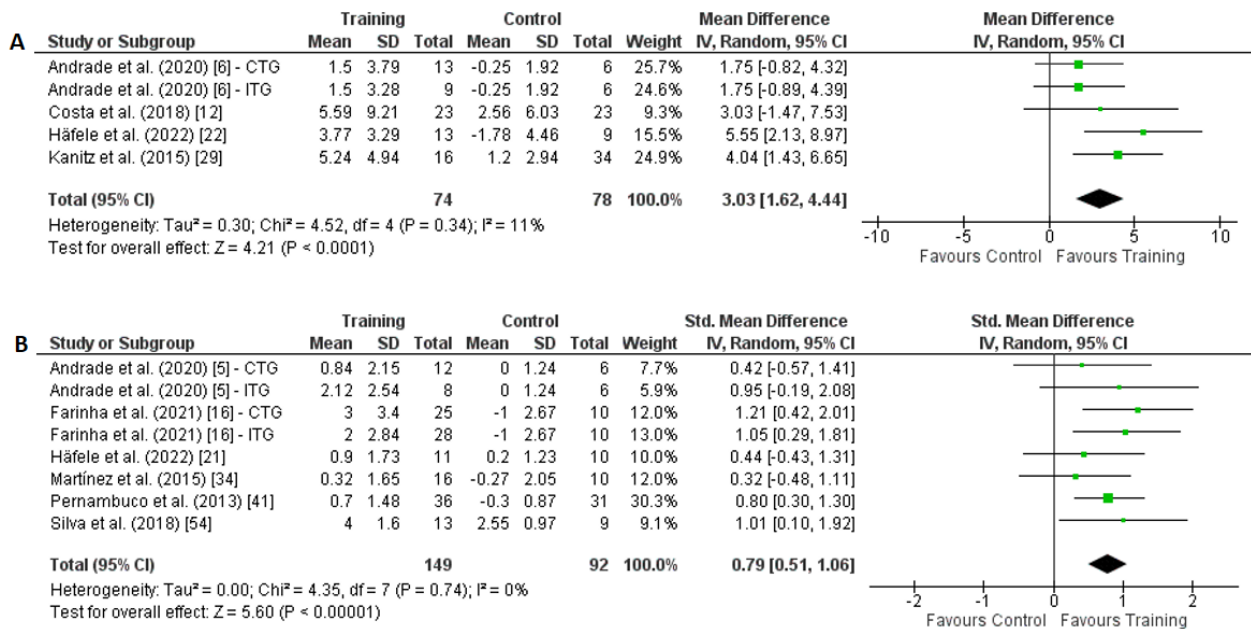 Training Control Mean Difference Mean Difference
A Study or Subgroup Mean SD Total Mean SD Total Weight IV, Random, 95% CI IV, Random, 95% CI
Andrade et al. (2020) [6] - CTG 1.5 3.79 13 -0.25 1.92 6 25.7% 1.75 [-0.82, 4.32]
Andrade et al. (2020) [6] - ITG 1.5 3.28 9 -0.25 1.92 6 24.6% 1.75 [-0.89, 4.39]
Costa et al. (2018) [12] 5.59 9.21 23 2.56 6.03 23 9.3% 3.03 [-1.47, 7.53]
Häfele et al. (2022) [22] 3.77 3.29 13 -1.78 4.46 9 15.5% 5.55 [2.13, 8.97]
Kanitz et al. (2015) [29] 5.24 4.94 16 1.2 2.94 34 24.9% 4.04 [1.43, 6.65]
Total (95% CI) 74 78 100.0% 3.03 [1.62, 4.44]
Heterogeneity: Tau² = 0.30; Chi² = 4.52, df = 4 (P = 0.34); I² = 11%
Test for overall effect: Z = 4.21 (P < 0.0001)
-10 -5 0 5 10
Favours Control Favours Training
Training Control Std. Mean Difference Std. Mean Difference
B Study or Subgroup Mean SD Total Mean SD Total Weight IV, Random, 95% CI IV, Random, 95% CI
Andrade et al. (2020) [5] - CTG 0.84 2.15 12 0 1.24 6 7.7% 0.42 [-0.57, 1.41]
Andrade et al. (2020) [5] - ITG 2.12 2.54 8 0 1.24 6 5.9% 0.95 [-0.19, 2.08]
Farinha et al. (2021) [16] - CTG 3 3.4 25 -1 2.67 10 12.0% 1.21 [0.42, 2.01]
Farinha et al. (2021) [16] - ITG 2 2.84 28 -1 2.67 10 13.0% 1.05 [0.29, 1.81]
Häfele et al. (2022) [21] 0.9 1.73 11 0.2 1.23 10 10.0% 0.44 [-0.43, 1.31]
Martínez et al. (2015) [34] 0.32 1.65 16 -0.27 2.05 10 12.0% 0.32 [-0.48, 1.11]
Pernambuco et al. (2013) [41] 0.7 1.48 36 -0.3 0.87 31 30.3% 0.80 [0.30, 1.30]
Silva et al. (2018) [54] 4 1.6 13 2.55 0.97 9 9.1% 1.01 [0.10, 1.92]
Total (95% CI) 149 92 100.0% 0.79 [0.51, 1.06]
Heterogeneity: Tau² = 0.00; Chi² = 4.35, df = 7 (P = 0.74); I² = 0%
Test for overall effect: Z = 5.60 (P < 0.00001)
-2 -1 0 1 2
Favours Control Favours Training